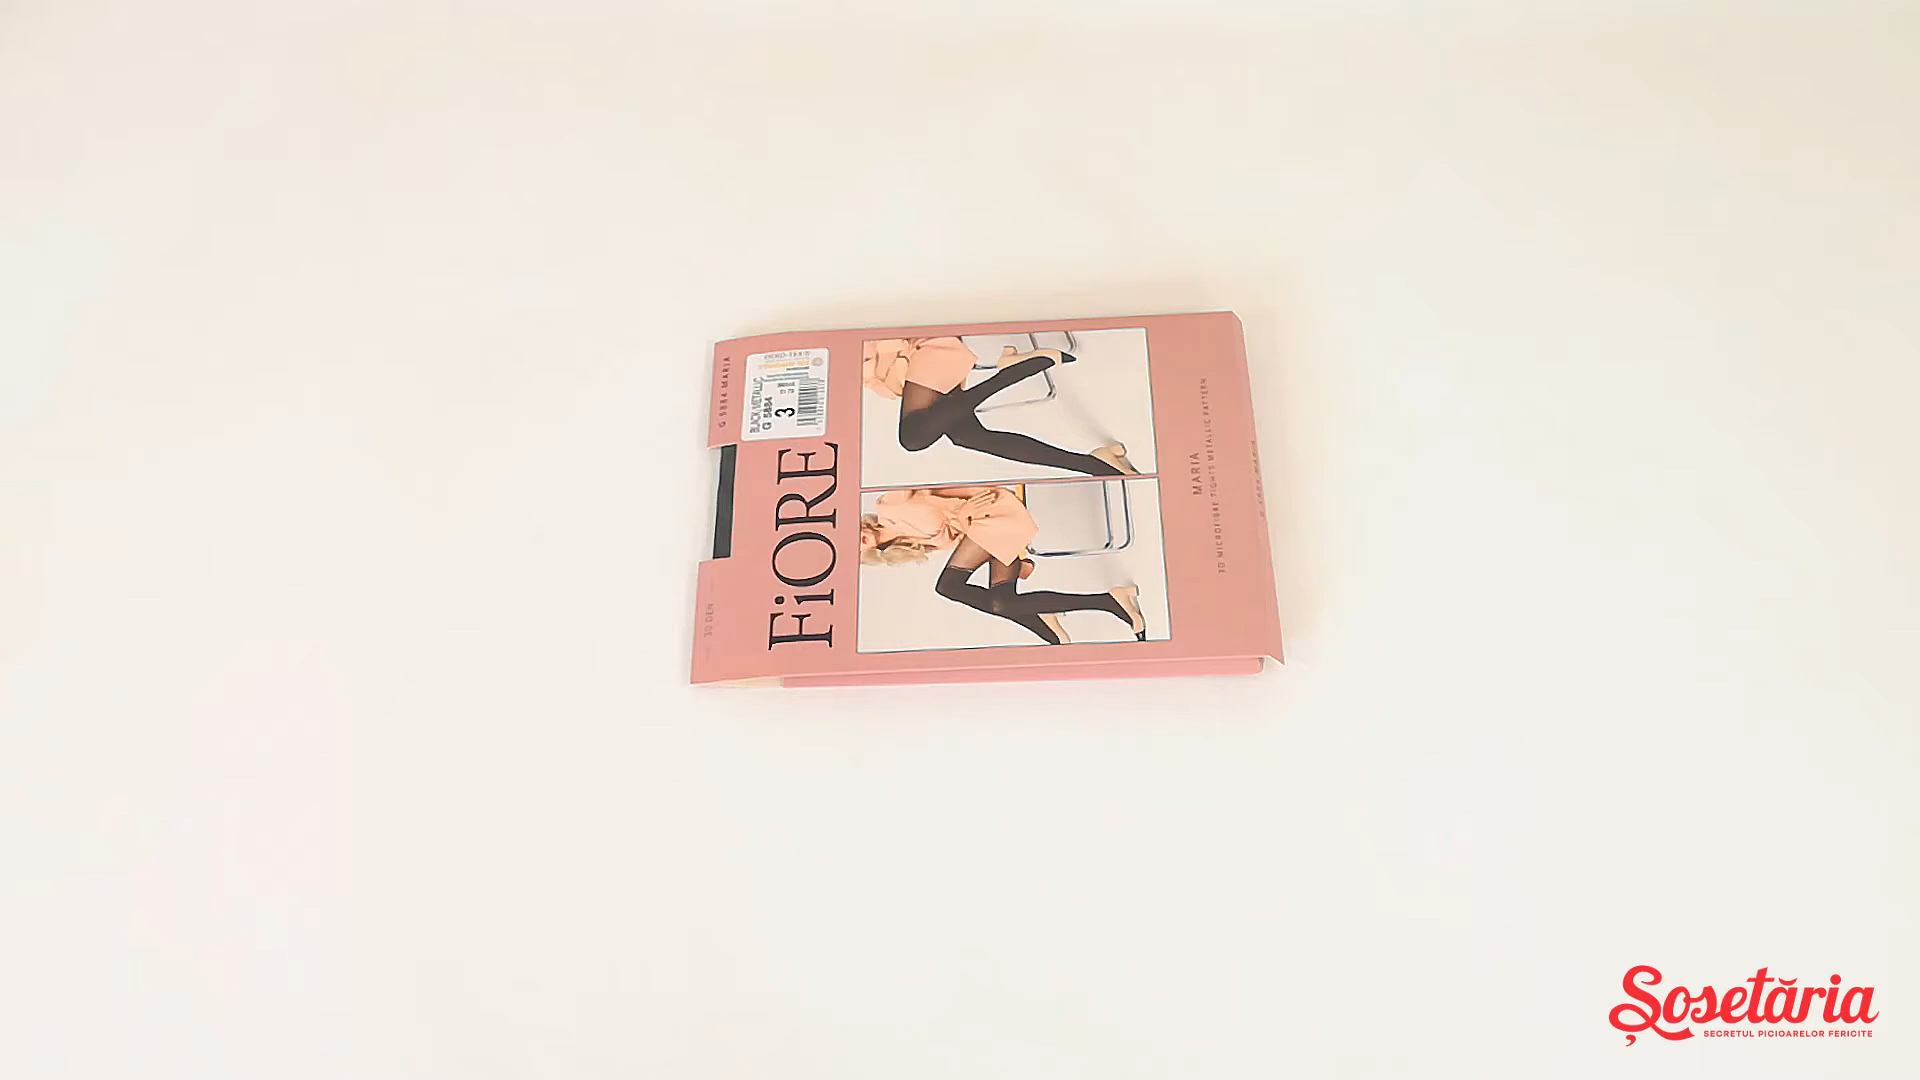 G 5884 MARIA
BLACK METALLIC
G 5884
3
30 DEN
FiORE
MARIA
30 MICROFIBRE TIGHTS METALLIC PATTERN
Șosetăria
SECRETUL PICIOARELOR FERICITE